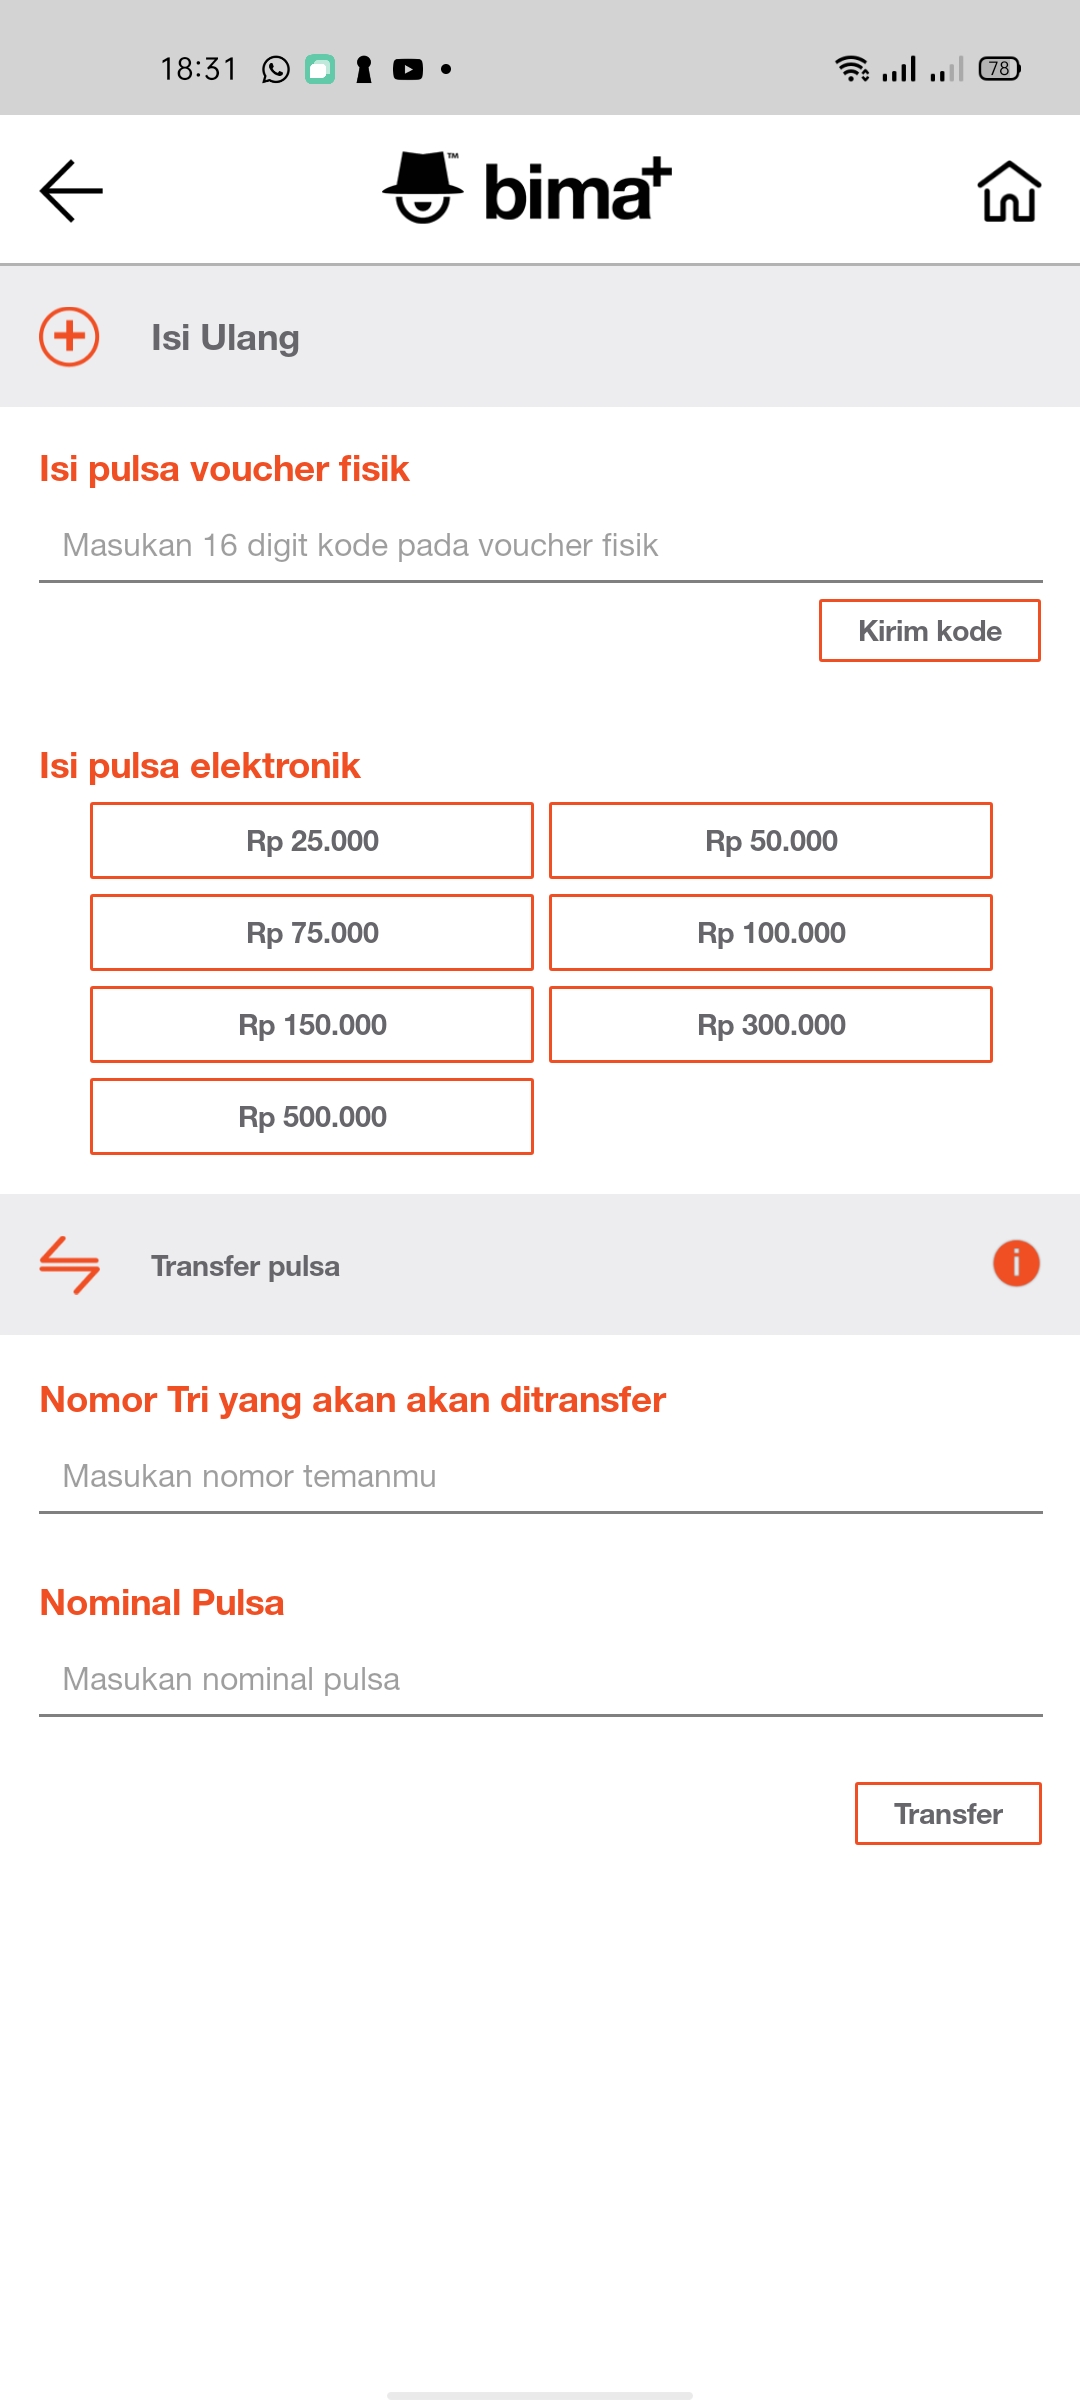 18:31
78
bima+
Isi Ulang
Isi pulsa voucher fisik
Masukan 16 digit kode pada voucher fisik
Kirim kode
Isi pulsa elektronik
Rp 25.000
Rp 50.000
Rp 75.000
Rp 100.000
Rp 150.000
Rp 300.000
Rp 500.000
Transfer pulsa
Nomor Tri yang akan akan ditransfer
Masukan nomor temanmu
Nominal Pulsa
Masukan nominal pulsa
Transfer